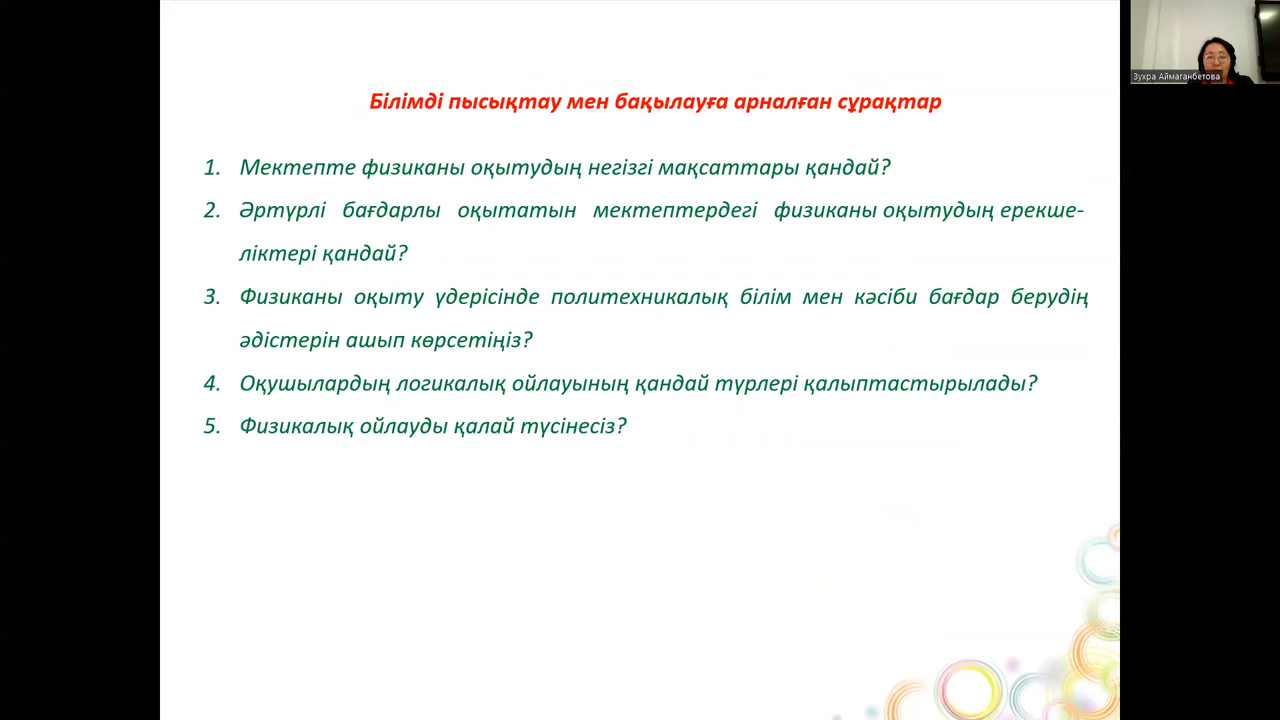 Зухра Аймаганбетова
Білімді пысықтау мен бақылауға арналған сұрақтар
1. Мектепте физиканы оқытудың негізгі мақсаттары қандай?
2. Әртүрлі бағдарлы оқытатын мектептердегі физиканы оқытудың ерекше-
ліктері қандай?
3. Физиканы оқыту үдерісінде политехникалық білім мен кәсіби бағдар берудің
әдістерін ашып көрсетіңіз?
4. Оқушылардың логикалық ойлауының қандай түрлері қалыптастырылады?
5. Физикалық ойлауды қалай түсінесіз?